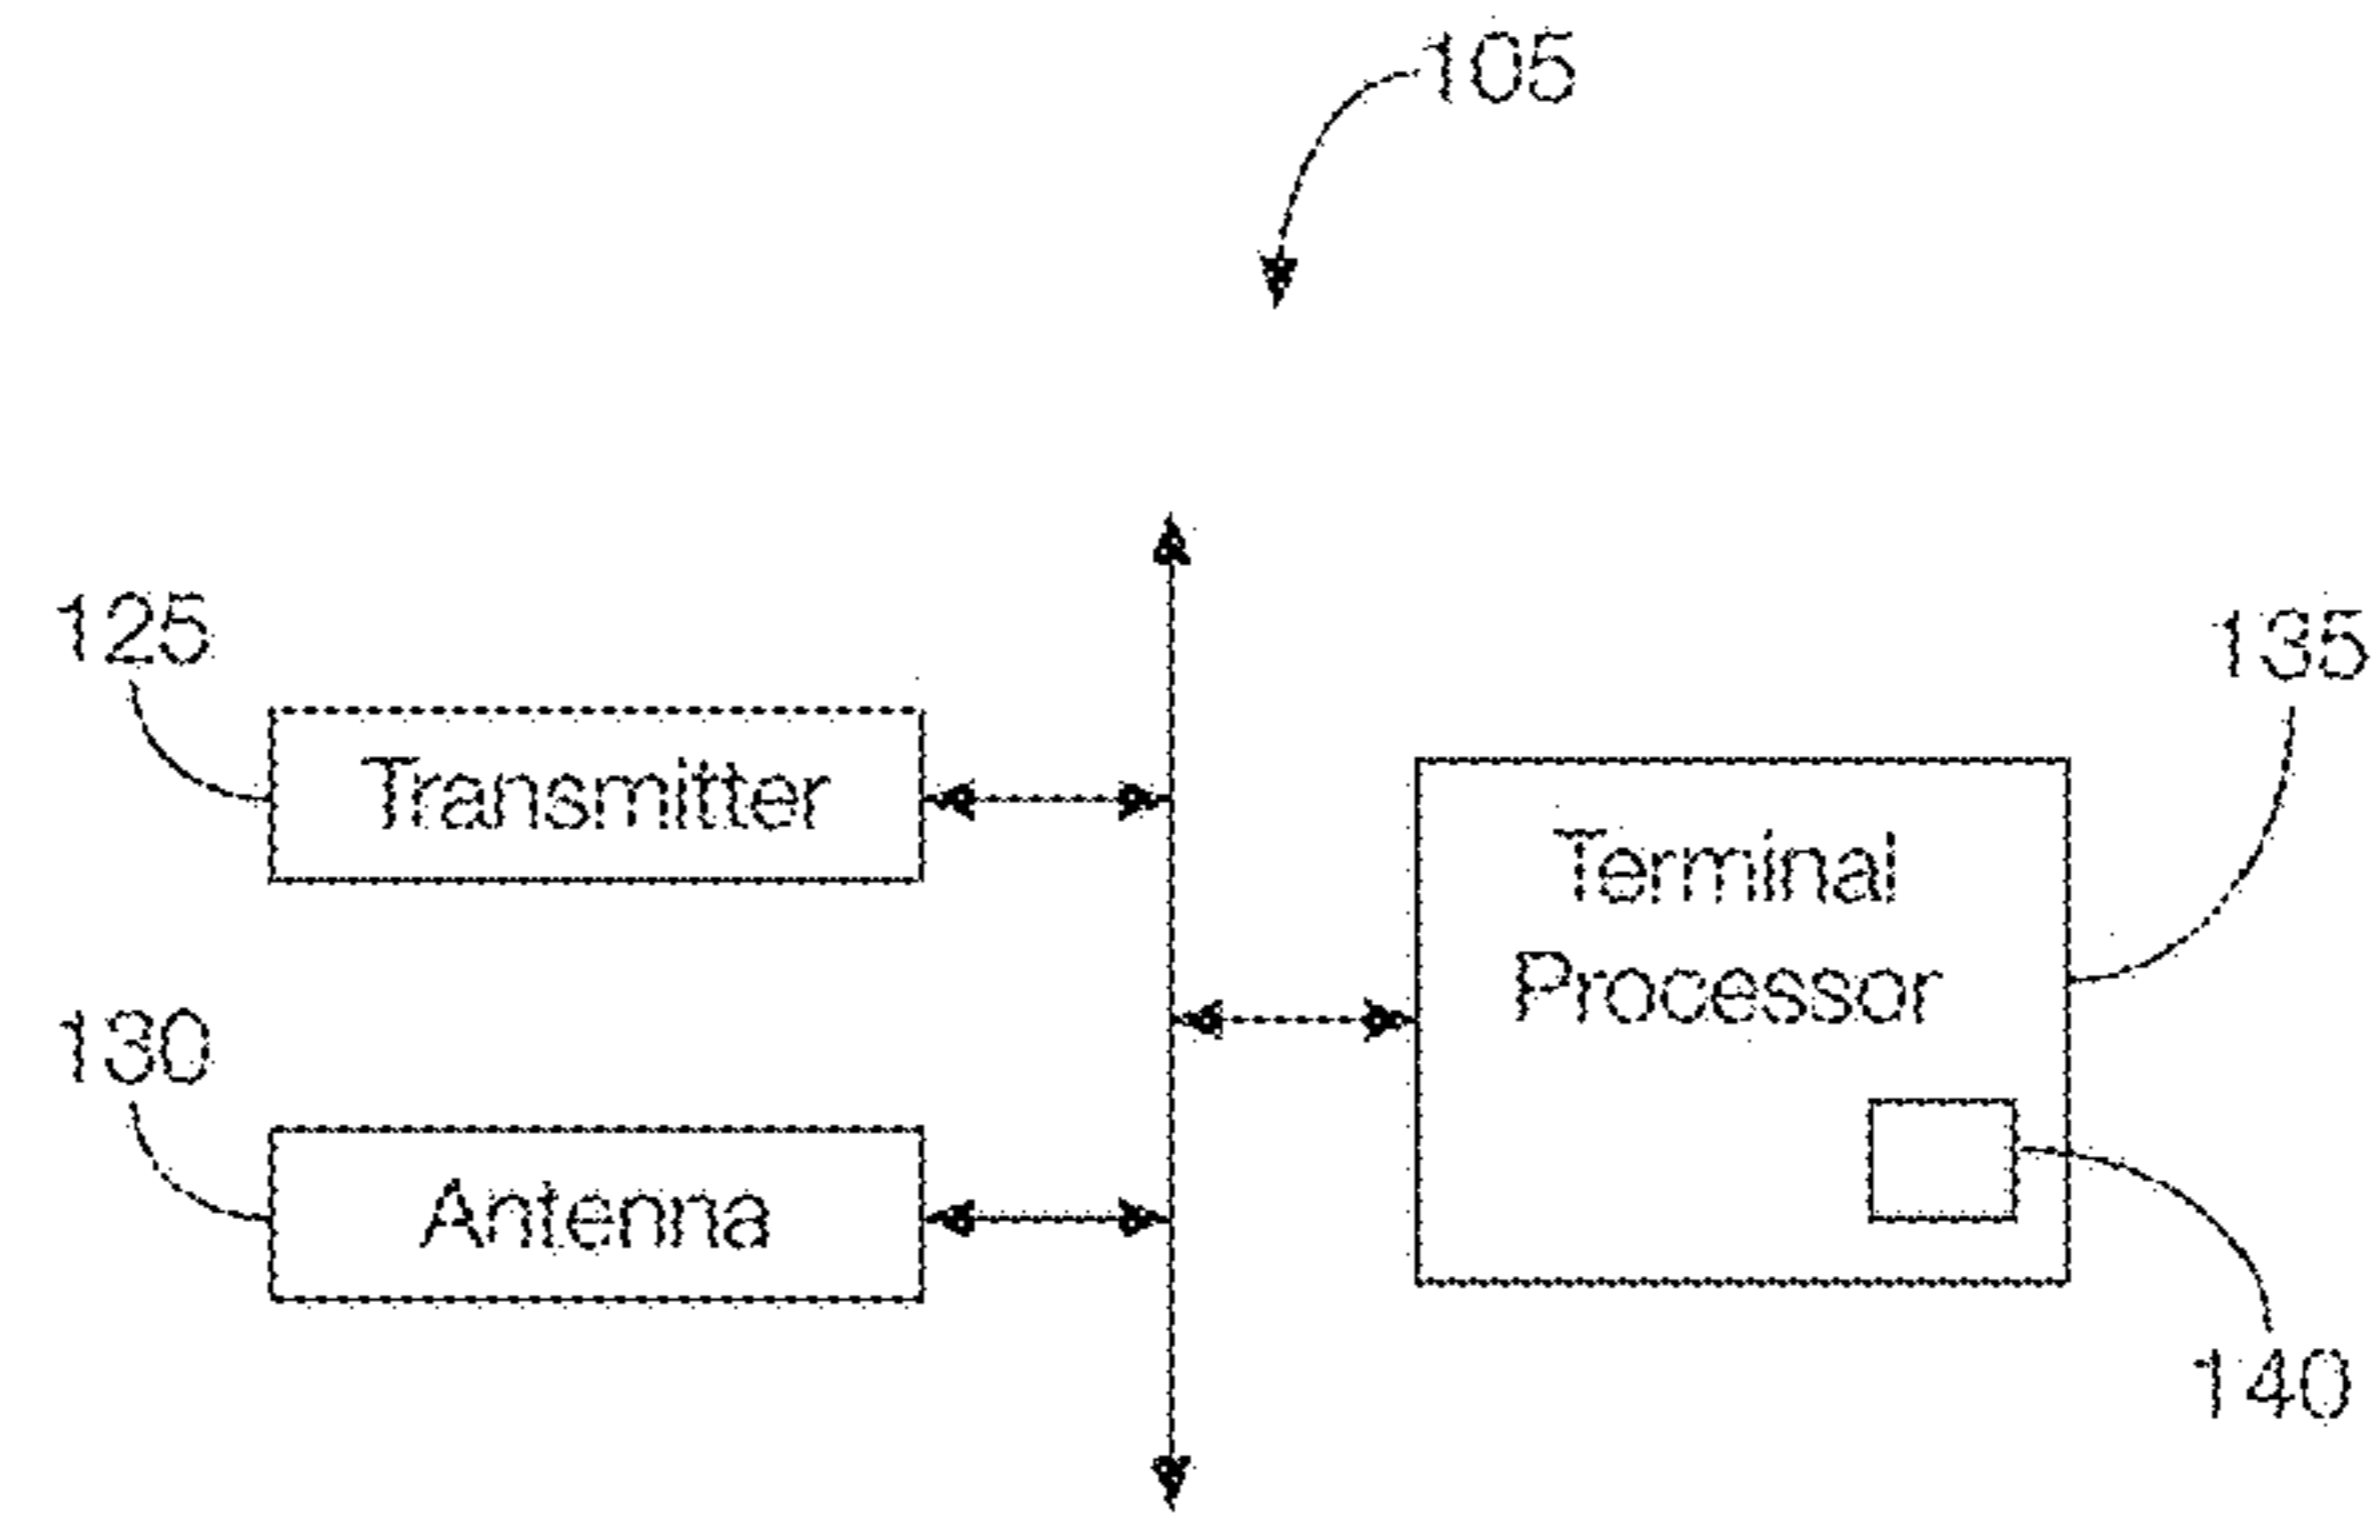 105
125
135
Transmitter
Terminal
Processor
130
Antenna
140